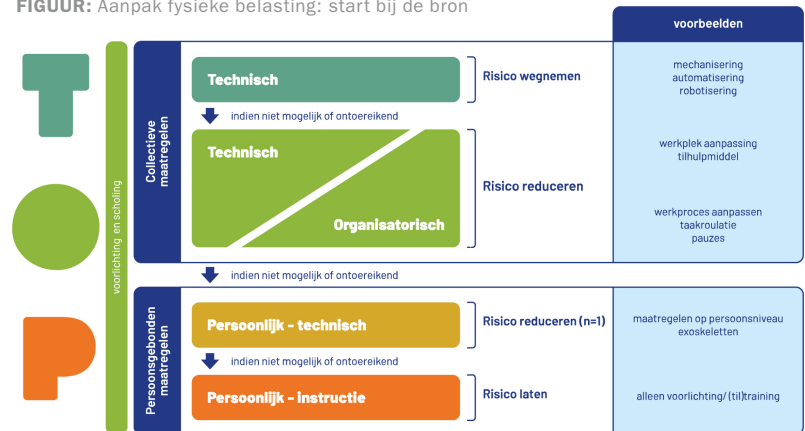 FIGUUR: Aanpak fysieke belasting: start bij de bron
voorbeelden
T
O
P
voorlichting en scholing
Collectieve
maatregelen
Technisch
Risico wegnemen
mechanisering
automatisering
robotisering
indien niet mogelijk of ontoereikend
Technisch
Organisatorisch
Risico reduceren
werkplek aanpassing
tilhulpmiddel
werkproces aanpassen
taakroulatie
pauzes
indien niet mogelijk of ontoereikend
Persoonsgebonden
maatregelen
Persoonlijk - technisch
Risico reduceren (n=1)
maatregelen op persoonsniveau
exoskeletten
indien niet mogelijk of ontoereikend
Persoonlijk - instructie
Risico laten
alleen voorlichting/ (til)training